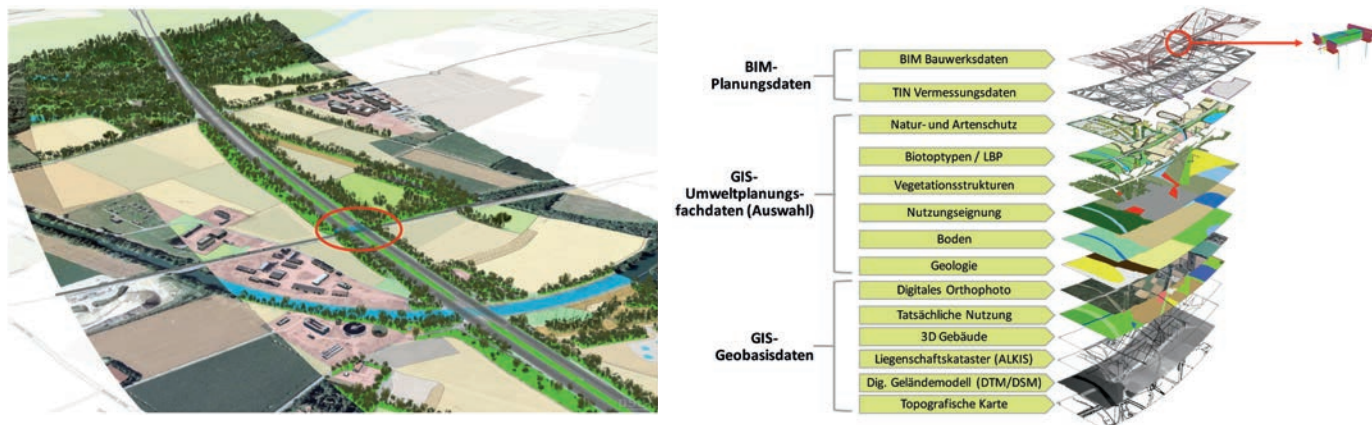 BIM-
Planungsdaten
BIM Bauwerksdaten
TIN Vermessungsdaten
GIS-
Umweltplanungs-
fachdaten (Auswahl)
Natur- und Artenschutz
Biotoptypen / LBP
Vegetationsstrukturen
Nutzungseignung
Boden
Geologie
GIS-
Geobasisdaten
Digitales Orthophoto
Tatsächliche Nutzung
3D Gebäude
Liegenschaftskataster (ALKIS)
Dig. Geländemodell (DTM/DSM)
Topografische Karte